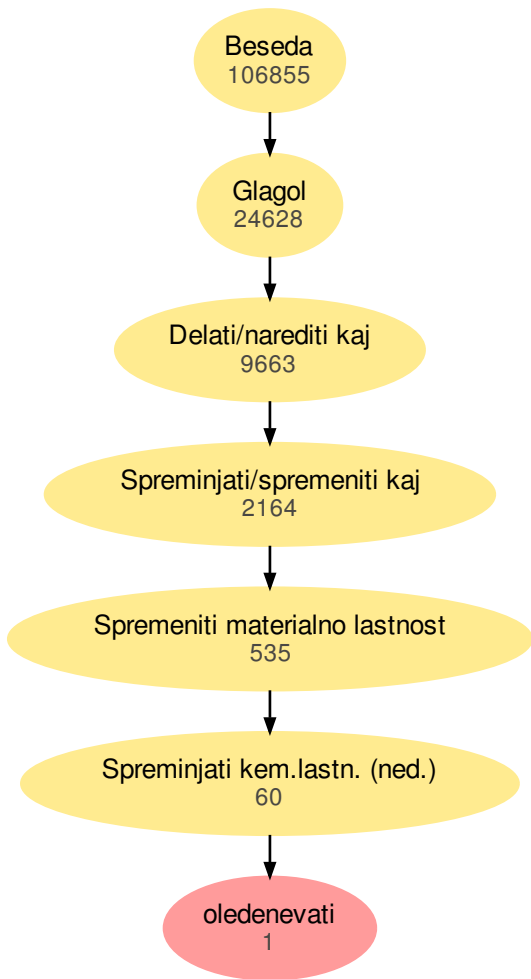 Beseda
106855
Glagol
24628
Delati/narediti kaj
9663
Spreminjati/spremeniti kaj
2164
Spremeniti materialno lastnost
535
Spreminjati kem.lastn. (ned.)
60
oledenevati
1